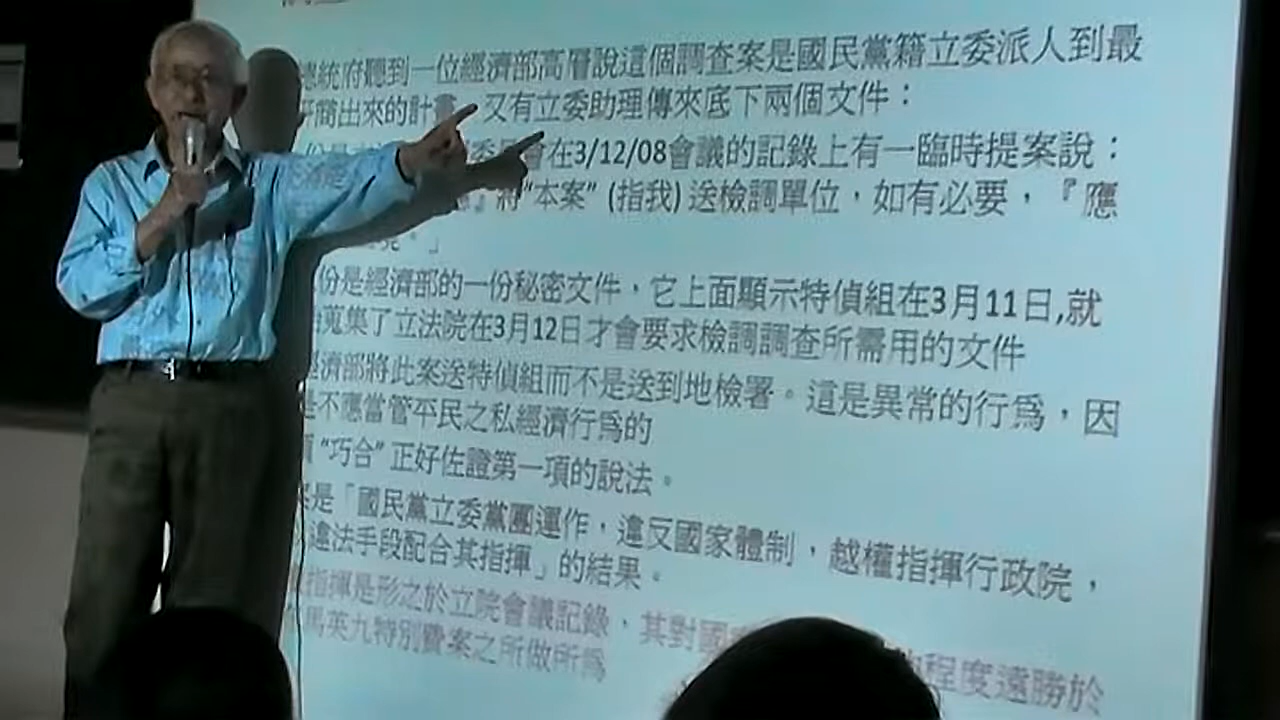 總統府聽到一位經濟部高層說這個調查案是國民黨籍立委派人到最
商出來的計畫。又有立委助理傳來底下兩個文件：
會在3/12/08會議的記錄上有一臨時提案說：
』將“本案” (指我) 送檢調單位，如有必要，『應
。」
份是經濟部的一份秘密文件，它上面顯示特偵組在3月11日,就
蒐集了立法院在3月12日才會要求檢調調查所需用的文件
經濟部將此案送特偵組而不是送到地檢署。這是異常的行為，因
是不應當管平民之私經濟行為的
“巧合” 正好佐證第一項的說法。
是「國民黨立委黨團運作，違反國家體制，越權指揮行政院，
違法手段配合其指揮」的結果。
指揮是形之於立院會議記錄，其對國 程度遠勝於
馬英九特別費案之所做所為